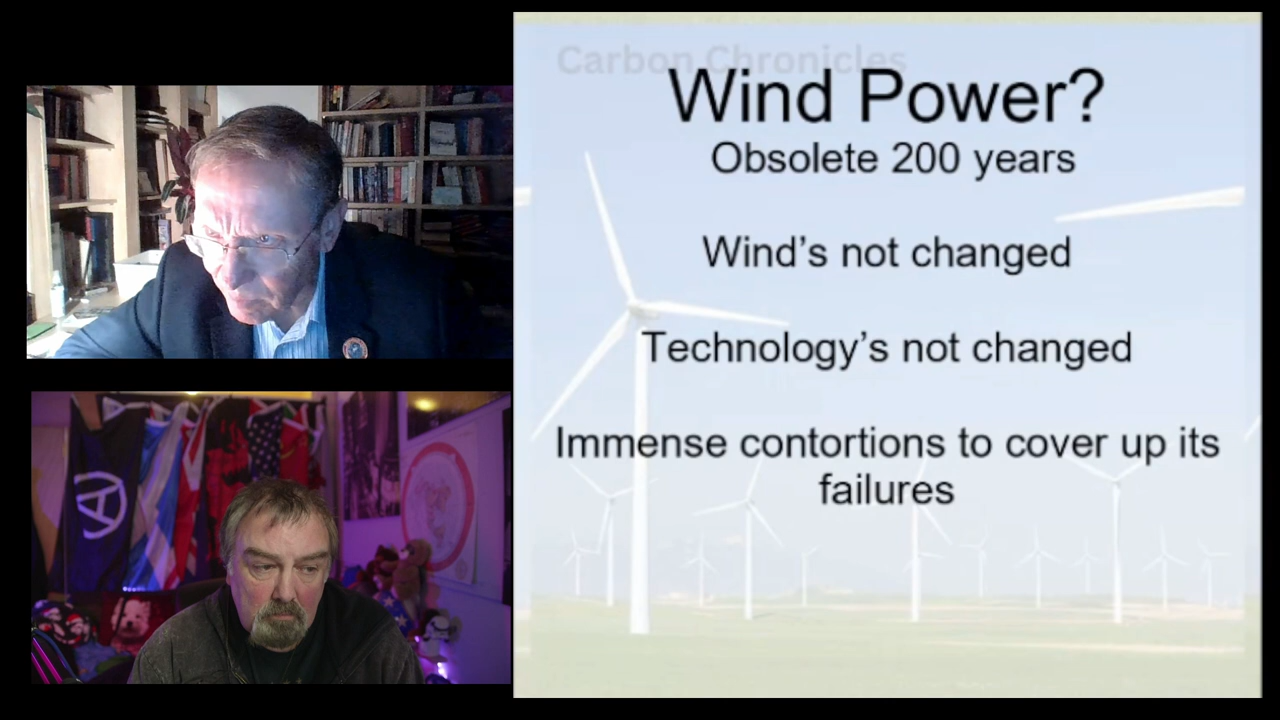 Carbon Chronicles
Wind Power?
Obsolete 200 years
Wind's not changed
Technology's not changed
Immense contortions to cover up its
failures